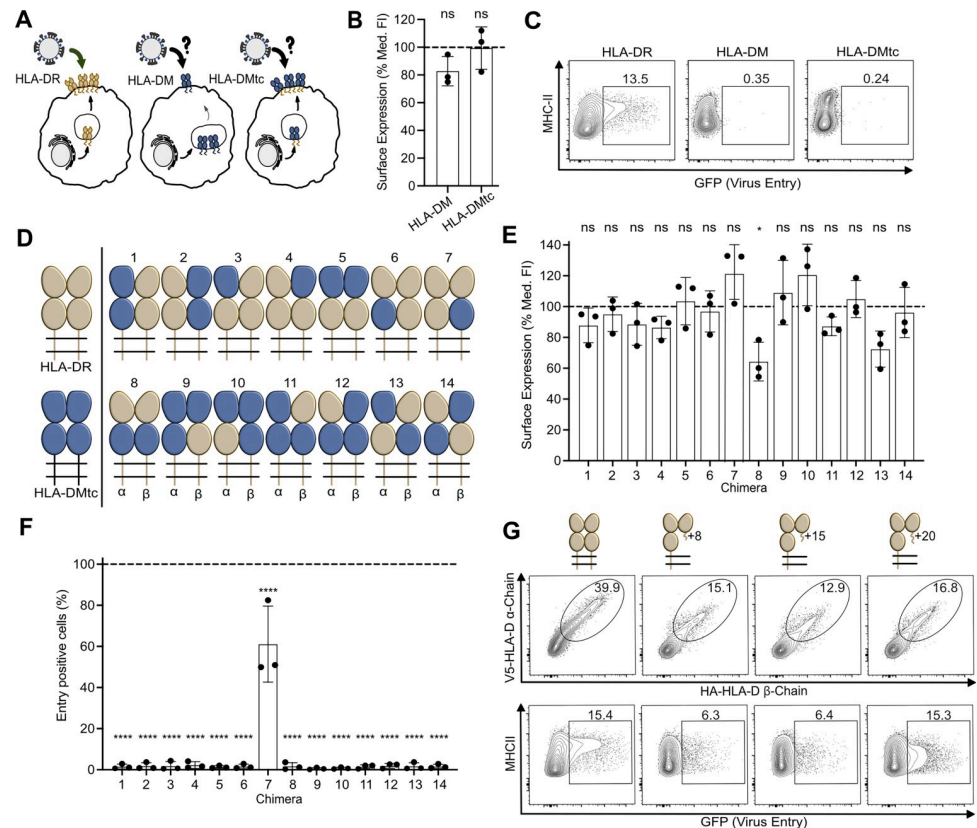 A
?
?
HLA-DR
HLA-DM
HLA-DMtc
B
ns ns
Surface Expression (% Med. FI)
120
100
80
60
40
20
0
HLA-DM
HLA-DMtc
C
HLA-DR HLA-DM HLA-DMtc
13.5 0.35 0.24
MHC-II
GFP (Virus Entry)
D
1 2 3 4 5 6 7
HLA-DR
8 9 10 11 12 13 14
HLA-DMtc
α β α β α β α β α β α β α β
E
ns ns ns ns ns ns ns * ns ns ns ns ns ns
Surface Expression (% Med. FI)
140
120
100
80
60
40
20
0
1 2 3 4 5 6 7 8 9 10 11 12 13 14
Chimera
F
Entry positive cells (%)
100
80
60
40
20
0
**** **** **** **** **** **** **** **** **** **** **** **** **** ****
1 2 3 4 5 6 7 8 9 10 11 12 13 14
Chimera
G
+8 +15 +20
39.9 15.1 12.9 16.8
V5-HLA-D α-Chain
HA-HLA-D β-Chain
15.4 6.3 6.4 15.3
MHCII
GFP (Virus Entry)